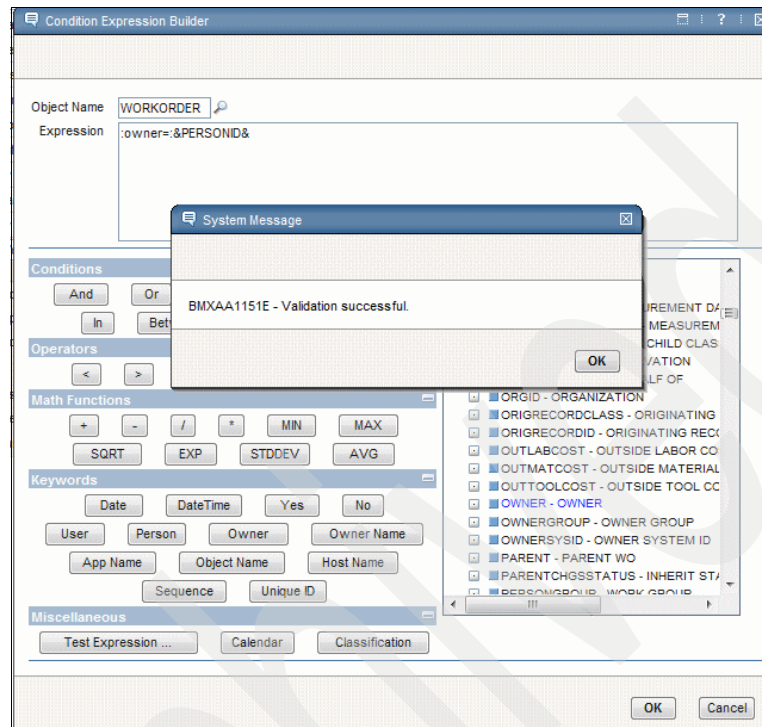 Condition Expression Builder
?
Object Name WORKORDER
Expression :owner=:&PERSONID&
System Message
BMXAA1151E - Validation successful.
OK
Conditions
And Or
In
Operators
< >
Math Functions
+ - / * MIN MAX
SQRT EXP STDDEV AVG
Keywords
Date DateTime Yes No
User Person Owner Owner Name
App Name Object Name Host Name
Sequence Unique ID
Miscellaneous
Test Expression ... Calendar Classification
ORGID - ORGANIZATION
ORIGRECORDCLASS - ORIGINATING
ORIGRECORDID - ORIGINATING
OUTLABCOST - OUTSIDE LABOR
OUTMATCOST - OUTSIDE MATERIAL
OUTTOOLCOST - OUTSIDE TOOL
OWNER - OWNER
OWNERGROUP - OWNER GROUP
OWNERSYSID - OWNER SYSTEM ID
PARENT - PARENT WO
PARENTCHGSSTATUS - INHERIT
PERSONGROUP - WORK GROUP
OK Cancel